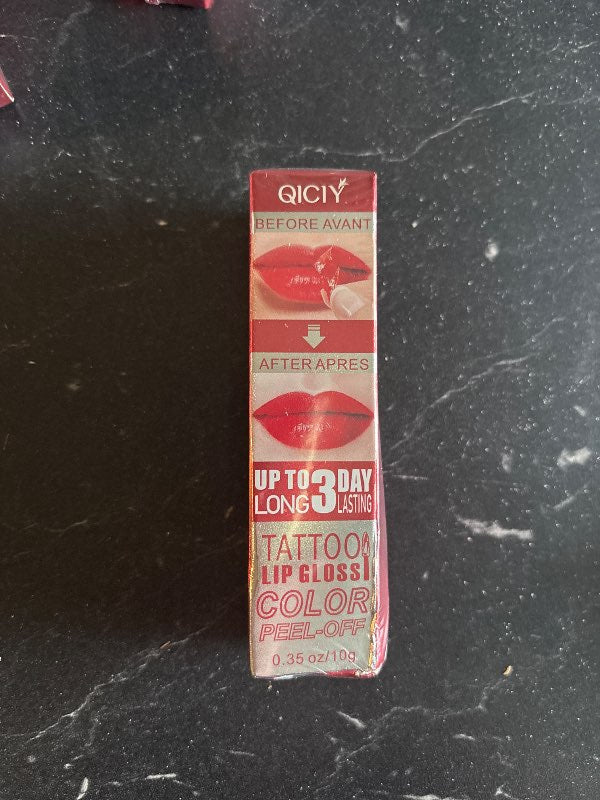 QICIY
BEFORE AVANT
AFTER APRES
UP TO 3 DAY
LONG LASTING
TATTOO
LIP GLOSS
COLOR
PEEL-OFF
0.35 oz/10g